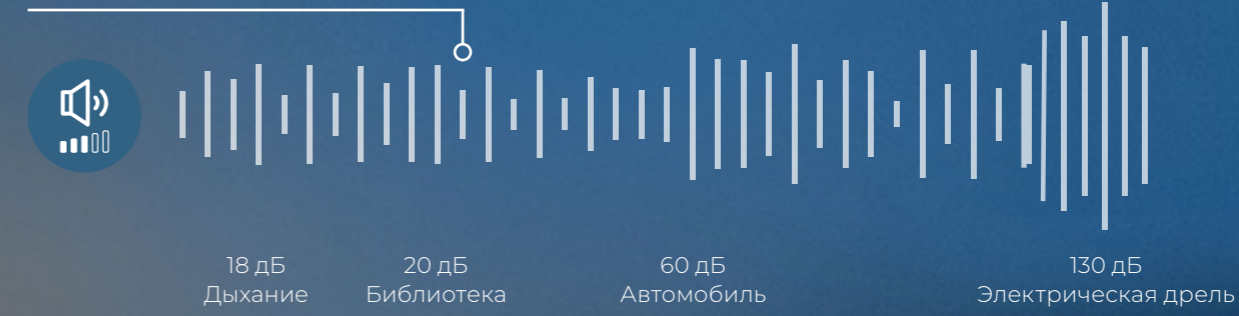 18 дБ
Дыхание
20 дБ
Библиотека
60 дБ
Автомобиль
130 дБ
Электрическая дрель